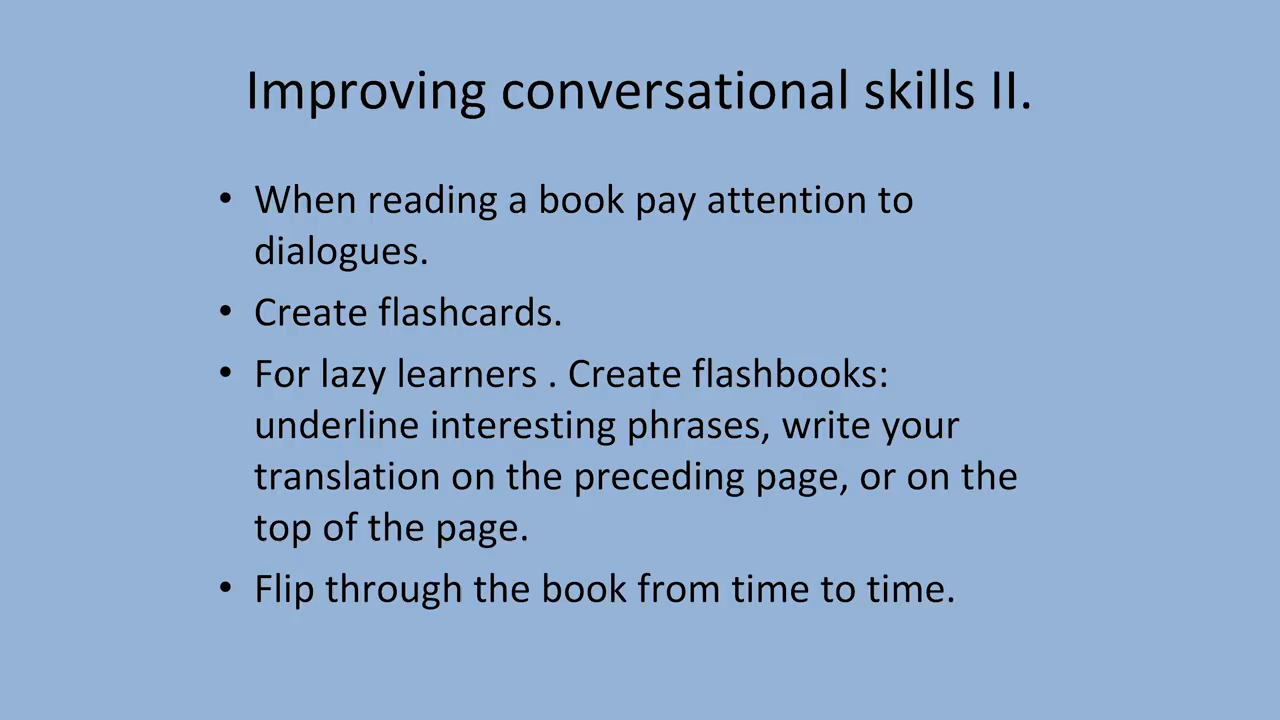 Improving conversational skills II.
• When reading a book pay attention to
dialogues.
• Create flashcards.
• For lazy learners . Create flashbooks:
underline interesting phrases, write your
translation on the preceding page, or on the
top of the page.
• Flip through the book from time to time.